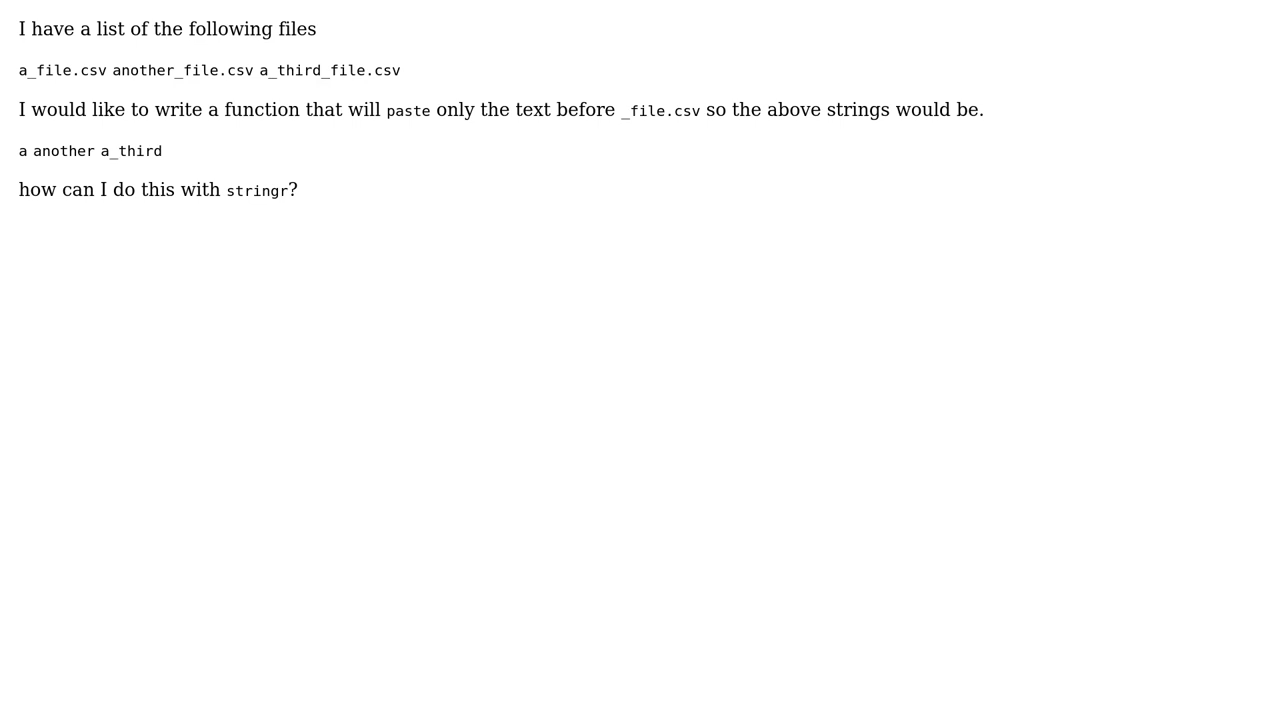 I have a list of the following files
a_file.csv another_file.csv a_third_file.csv
I would like to write a function that will paste only the text before _file.csv so the above strings would be.
a another a_third
how can I do this with stringr?